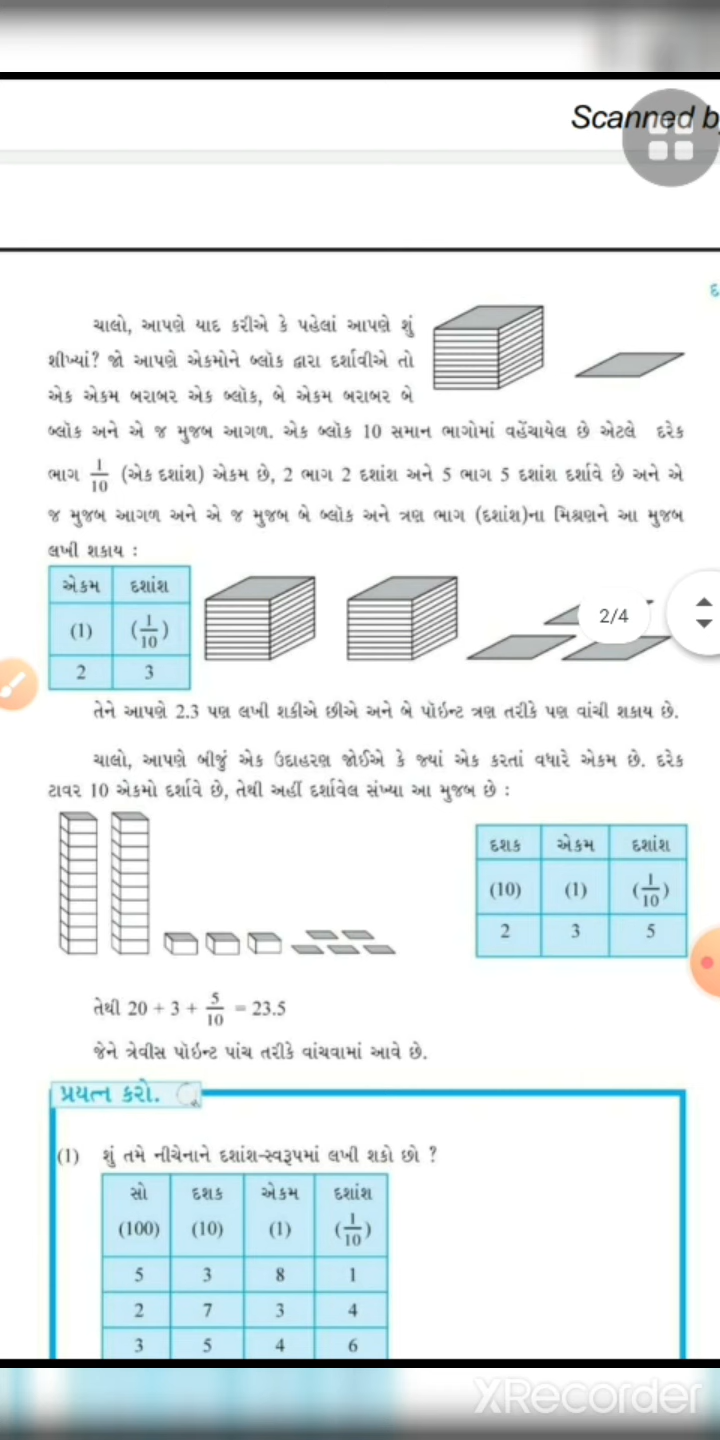 Scanned b
ચાલો, આપણે યાદ કરીએ કે પહેલાં આપણે શું
શીખ્યાં? જો આપણે એકમોને બ્લૉક દ્વારા દર્શાવીએ તો
એક એકમ બરાબર એક બ્લૉક, બે એકમ બરાબર બે
બ્લૉક અને એ જ મુજબ આગળ. એક બ્લૉક 10 સમાન ભાગોમાં વહેંચાયેલ છે એટલે દરેક
ભાગ 1/10 (એક દશાંશ) એકમ છે, 2 ભાગ 2 દશાંશ અને 5 ભાગ 5 દશાંશ દર્શાવે છે અને એ
જ મુજબ આગળ અને એ જ મુજબ બે બ્લૉક અને ત્રણ ભાગ (દશાંશ)ના મિશ્રણને આ મુજબ
લખી શકાય :
એકમ દશાંશ
(1) (1/10)
2 3
2/4
તેને આપણે 2.3 પણ લખી શકીએ છીએ અને બે પૉઇન્ટ ત્રણ તરીકે પણ વાંચી શકાય છે.
ચાલો, આપણે બીજું એક ઉદાહરણ જોઈએ કે જ્યાં એક કરતાં વધારે એકમ છે. દરેક
ટાવર 10 એકમો દર્શાવે છે, તેથી અહીં દર્શાવેલ સંખ્યા આ મુજબ છે :
દશક એકમ દશાંશ
(10) (1) (1/10)
2 3 5
તેથી 20 + 3 + 5/10 = 23.5
જેને ત્રેવીસ પૉઇન્ટ પાંચ તરીકે વાંચવામાં આવે છે.
પ્રયત્ન કરો.
(1) શું તમે નીચેનાને દશાંશ-સ્વરૂપમાં લખી શકો છો ?
સો દશક એકમ દશાંશ
(100) (10) (1) (1/10)
5 3 8 1
2 7 3 4
3 5 4 6
XRecorder